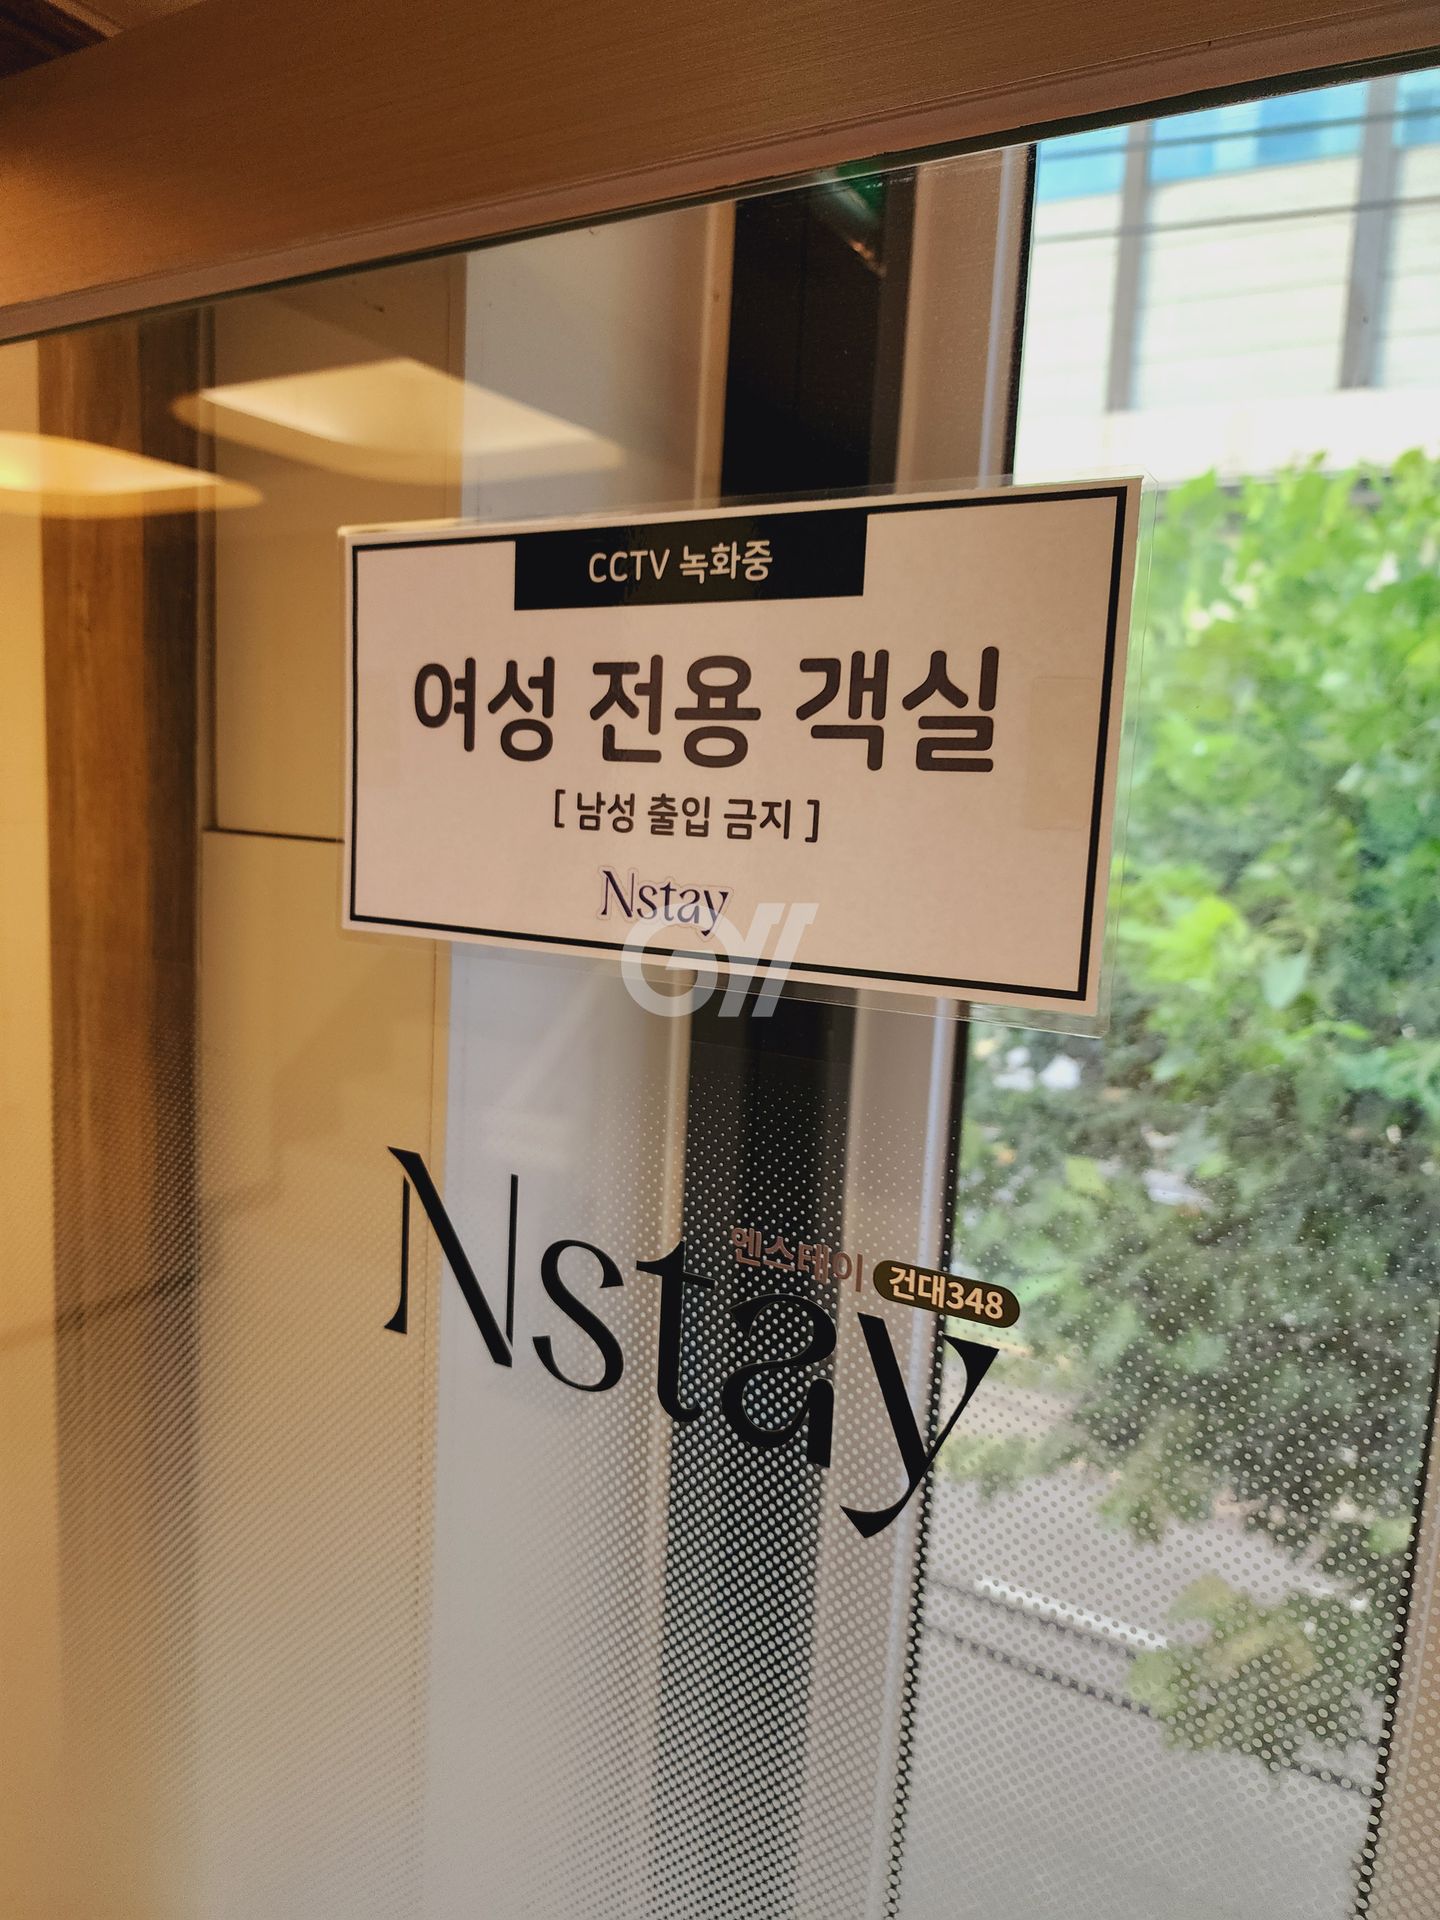 CCTV 녹화중
여성 전용 객실
[ 남성 출입 금지 ]
Nstay
GYI
엔스테이 건대348
Nstay